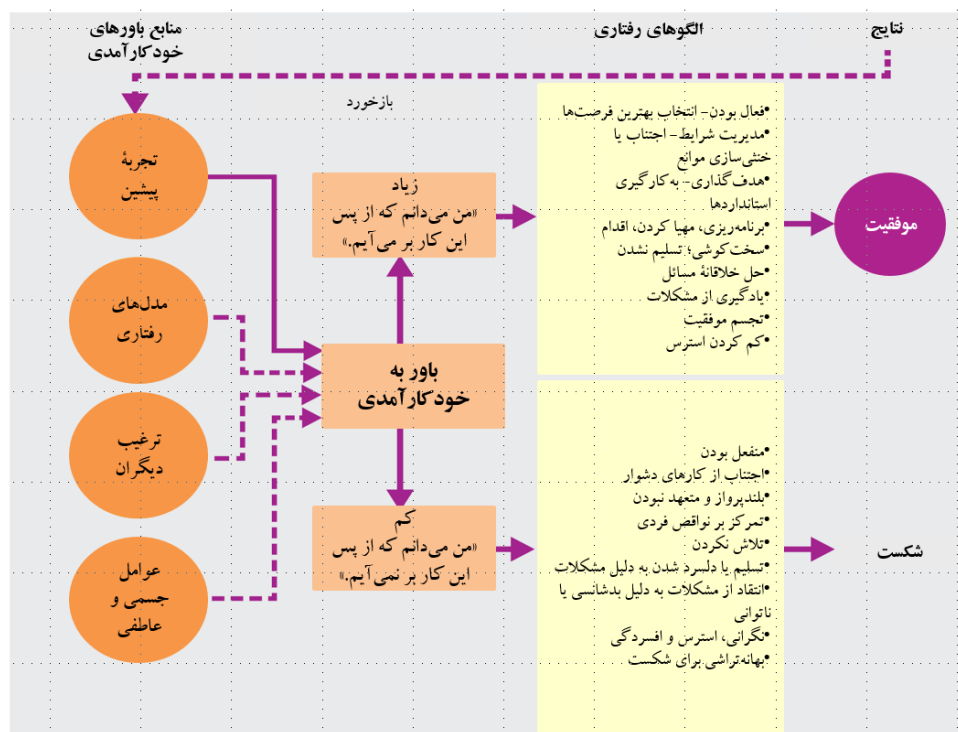 منابع باورهای
خودکارآمدی
الگوهای رفتاری
نتایج
بازخورد
تجربهٔ
پیشین
مدل‌های
رفتاری
ترغیب
دیگران
عوامل
جسمی و
عاطفی
باور به
خودکارآمدی
زیاد
«من می‌دانم که از پس
این کار بر می‌آیم.»
کم
«من می‌دانم که از پس
این کار بر نمی‌آیم.»
•فعال بودن- انتخاب بهترین فرصت‌ها
•مدیریت شرایط- اجتناب یا
خنثی‌سازی موانع
•هدف‌گذاری- به کارگیری
استانداردها
•برنامه‌ریزی، مهیا کردن، اقدام
•سخت‌کوشی؛ تسلیم نشدن
•حل خلاقانهٔ مسائل
•یادگیری از مشکلات
•تجسم موفقیت
•کم کردن استرس
•منفعل بودن
•اجتناب از کارهای دشوار
•بلندپرواز و متعهد نبودن
•تمرکز بر نواقص فردی
•تلاش نکردن
•تسلیم یا دلسرد شدن به دلیل مشکلات
•انتقاد از مشکلات به دلیل بدشانسی یا
ناتوانی
•نگرانی، استرس و افسردگی
•بهانه‌تراشی برای شکست
موفقیت
شکست